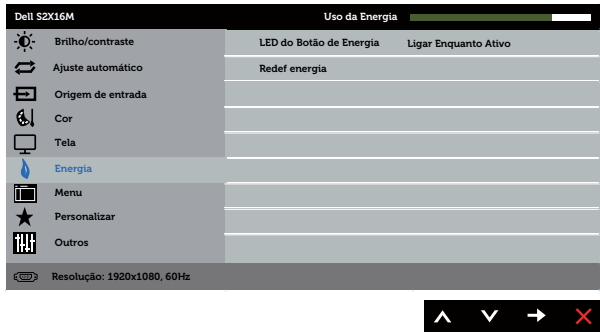 Dell S2X16M
Uso da Energia
Brilho/contraste
LED do Botão de Energia
Ligar Enquanto Ativo
Ajuste automático
Redef energia
Origem de entrada
Cor
Tela
Energia
Menu
Personalizar
Outros
Resolução: 1920x1080, 60Hz